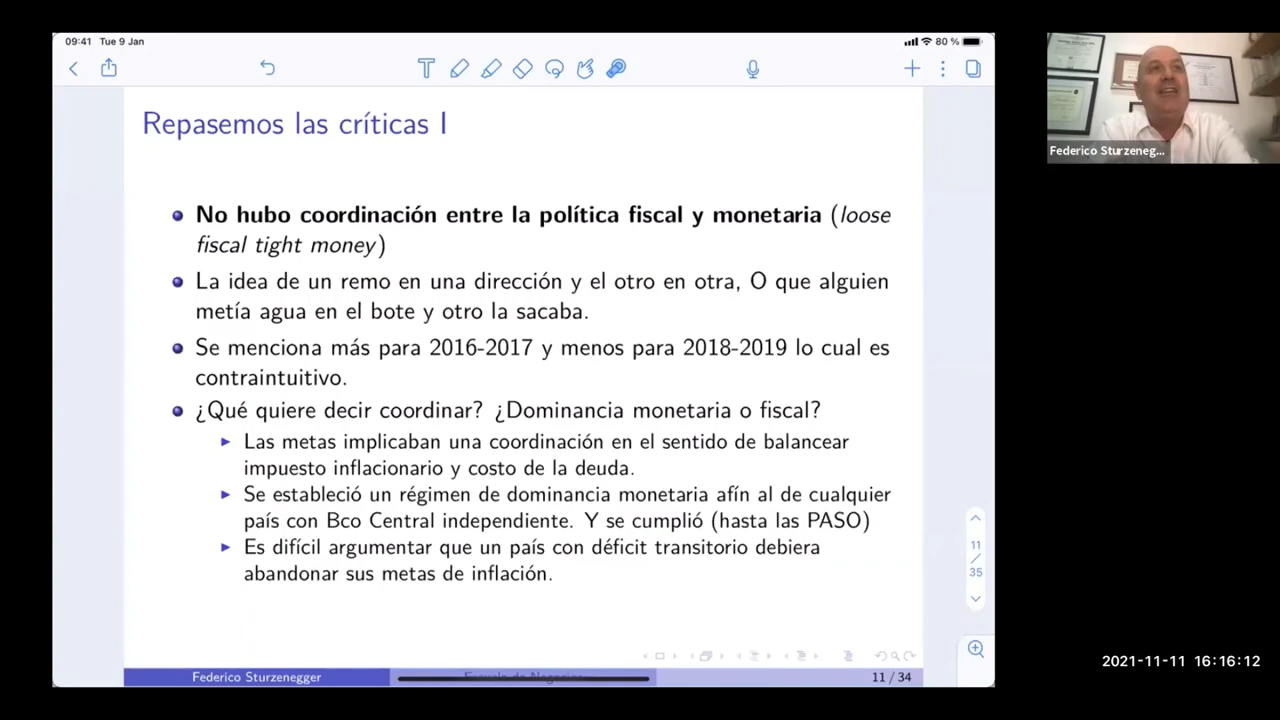 09:41 Tue 9 Jan
80 %
Repasemos las críticas I
No hubo coordinación entre la política fiscal y monetaria (loose
fiscal tight money)
La idea de un remo en una dirección y el otro en otra, O que alguien
metía agua en el bote y otro la sacaba.
Se menciona más para 2016-2017 y menos para 2018-2019 lo cual es
contraintuitivo.
¿Qué quiere decir coordinar? ¿Dominancia monetaria o fiscal?
Las metas implicaban una coordinación en el sentido de balancear
impuesto inflacionario y costo de la deuda.
Se estableció un régimen de dominancia monetaria afín al de cualquier
país con Bco Central independiente. Y se cumplió (hasta las PASO)
Es difícil argumentar que un país con déficit transitorio debiera
abandonar sus metas de inflación.
11
/
35
Federico Sturzenegger
11 / 34
Federico Sturzeneg...
2021-11-11 16:16:12